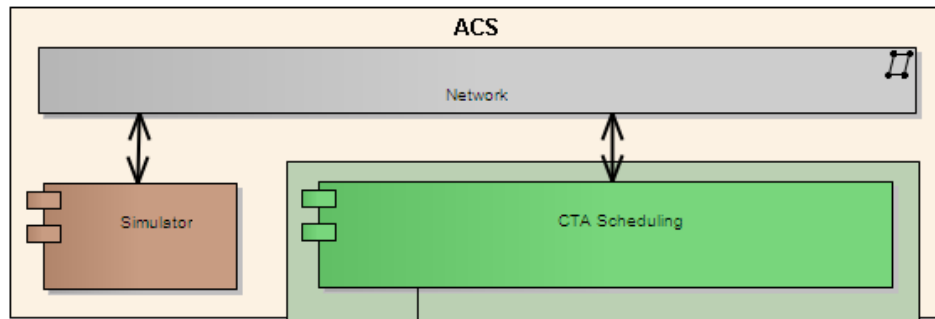 ACS
Network
Simulator
CTA Scheduling